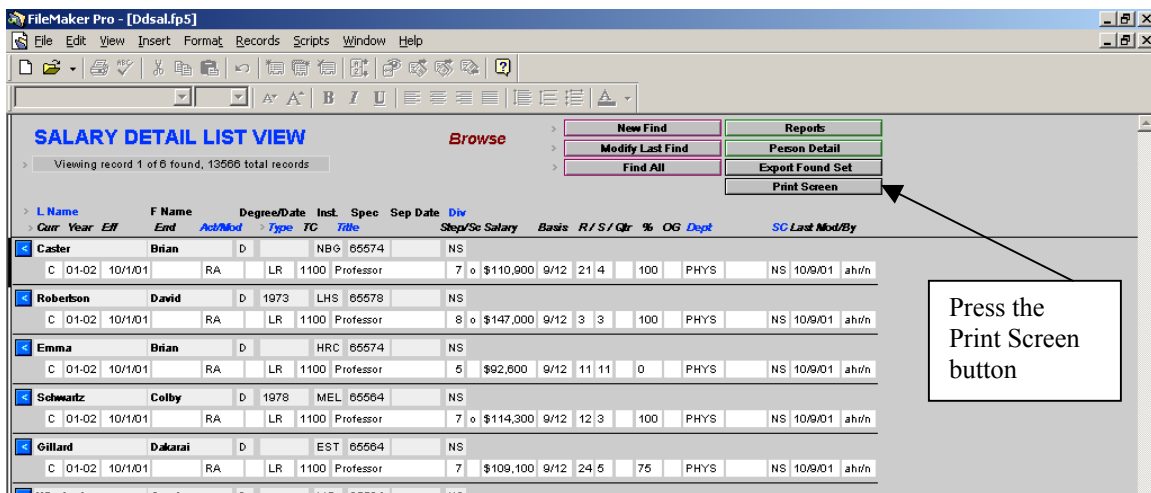 FileMaker Pro - [Ddsal.fp5]
File Edit View Insert Format Records Scripts Window Help
B I U A
SALARY DETAIL LIST VIEW
Browse
New Find
Reports
Modify Last Find
Person Detail
> Viewing record 1 of 6 found, 13566 total records
Find All
Export Found Set
Print Screen
> L Name F Name Degree/Date Inst. Spec Sep Date Div
> Curr Year Eff End Act/Mod > Type TC Title Step/Sc Salary Basis R / S / Qtr % OG Dept SC Last Mod/By
< Caster Brian D NBG 65574 NS
C 01-02 10/1/01 RA LR 1100 Professor 7 o $110,900 9/12 21 4 100 PHYS NS 10/9/01 ahr/n
< Robertson David D 1973 LHS 65578 NS
C 01-02 10/1/01 RA LR 1100 Professor 8 o $147,000 9/12 3 3 100 PHYS NS 10/9/01 ahr/n
< Emma Brian D HRC 65574 NS
C 01-02 10/1/01 RA LR 1100 Professor 5 $92,600 9/12 11 11 0 PHYS NS 10/9/01 ahr/n
< Schwartz Colby D 1978 MEL 65564 NS
C 01-02 10/1/01 RA LR 1100 Professor 7 o $114,300 9/12 12 3 100 PHYS NS 10/9/01 ahr/n
< Gillard Dakarai D EST 65564 NS
C 01-02 10/1/01 RA LR 1100 Professor 7 $109,100 9/12 24 5 75 PHYS NS 10/9/01 ahr/n
Press the
Print Screen
button